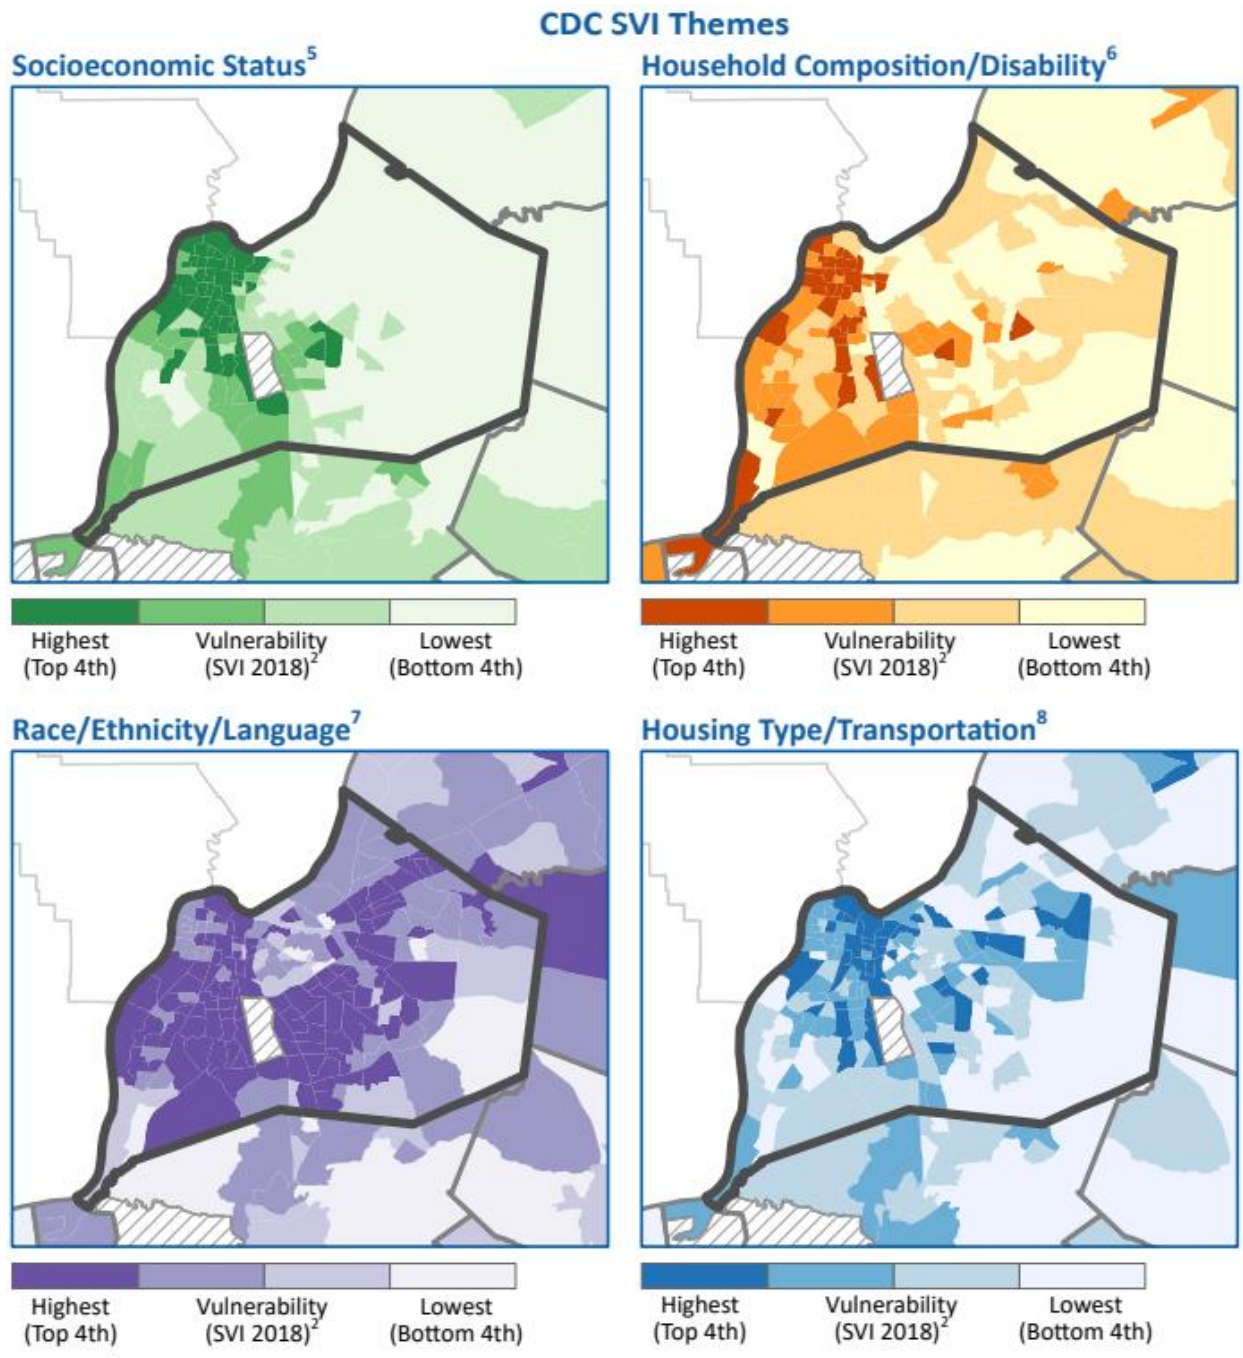 CDC SVI Themes
Socioeconomic Status5
Household Composition/Disability6
Highest
(Top 4th)
Vulnerability
(SVI 2018)2
Lowest
(Bottom 4th)
Highest
(Top 4th)
Vulnerability
(SVI 2018)2
Lowest
(Bottom 4th)
Race/Ethnicity/Language7
Housing Type/Transportation8
Highest
(Top 4th)
Vulnerability
(SVI 2018)2
Lowest
(Bottom 4th)
Highest
(Top 4th)
Vulnerability
(SVI 2018)2
Lowest
(Bottom 4th)